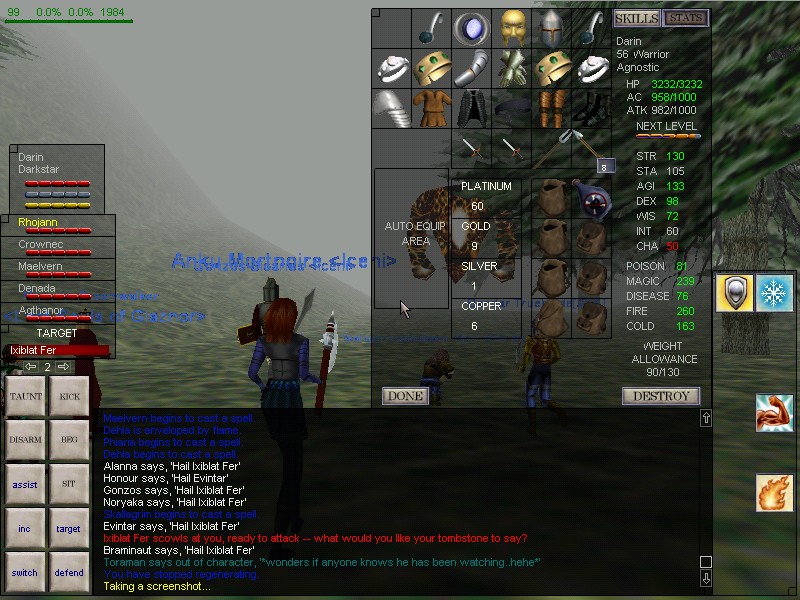 99 0.0% 0.0% 1984
SKILLS STATS
Darin
56 Warrior
Agnostic
HP 3232/3232
AC 958/1000
ATK 982/1000
NEXT LEVEL
STR 130
STA 105
AGI 133
DEX 98
WIS 72
INT 60
CHA 50
POISON 81
MAGIC 239
DISEASE 76
FIRE 260
COLD 163
WEIGHT
ALLOWANCE
90/130
8
PLATINUM
60
GOLD
9
SILVER
1
COPPER
6
AUTO EQUIP
AREA
DONE
DESTROY
Darin
Darkstar
Rhojann
Crownec
Maelvern
Denada
Agthanor
TARGET
Ixiblat Fer
2
TAUNT KICK
DISARM BEG
assist SIT
inc target
switch defend
Maelvern begins to cast a spell.
Dehla is enveloped by flame.
Phiaria begins to cast a spell.
Dehla begins to cast a spell.
Alanna says, 'Hail Ixiblat Fer'
Honour says, 'Hail Evintar'
Gonzos says, 'Hail Ixiblat Fer'
Noryaka says, 'Hail Ixiblat Fer'
Skallagrim begins to cast a spell.
Evintar says, 'Hail Ixiblat Fer'
Ixiblat Fer scowls at you, ready to attack -- what would you like your tombstone to say?
Braminaut says, 'Hail Ixiblat Fer'
Toraman says out of character, '*wonders if anyone knows he has been watching..hehe*'
You have stopped regenerating.
Taking a screenshot...